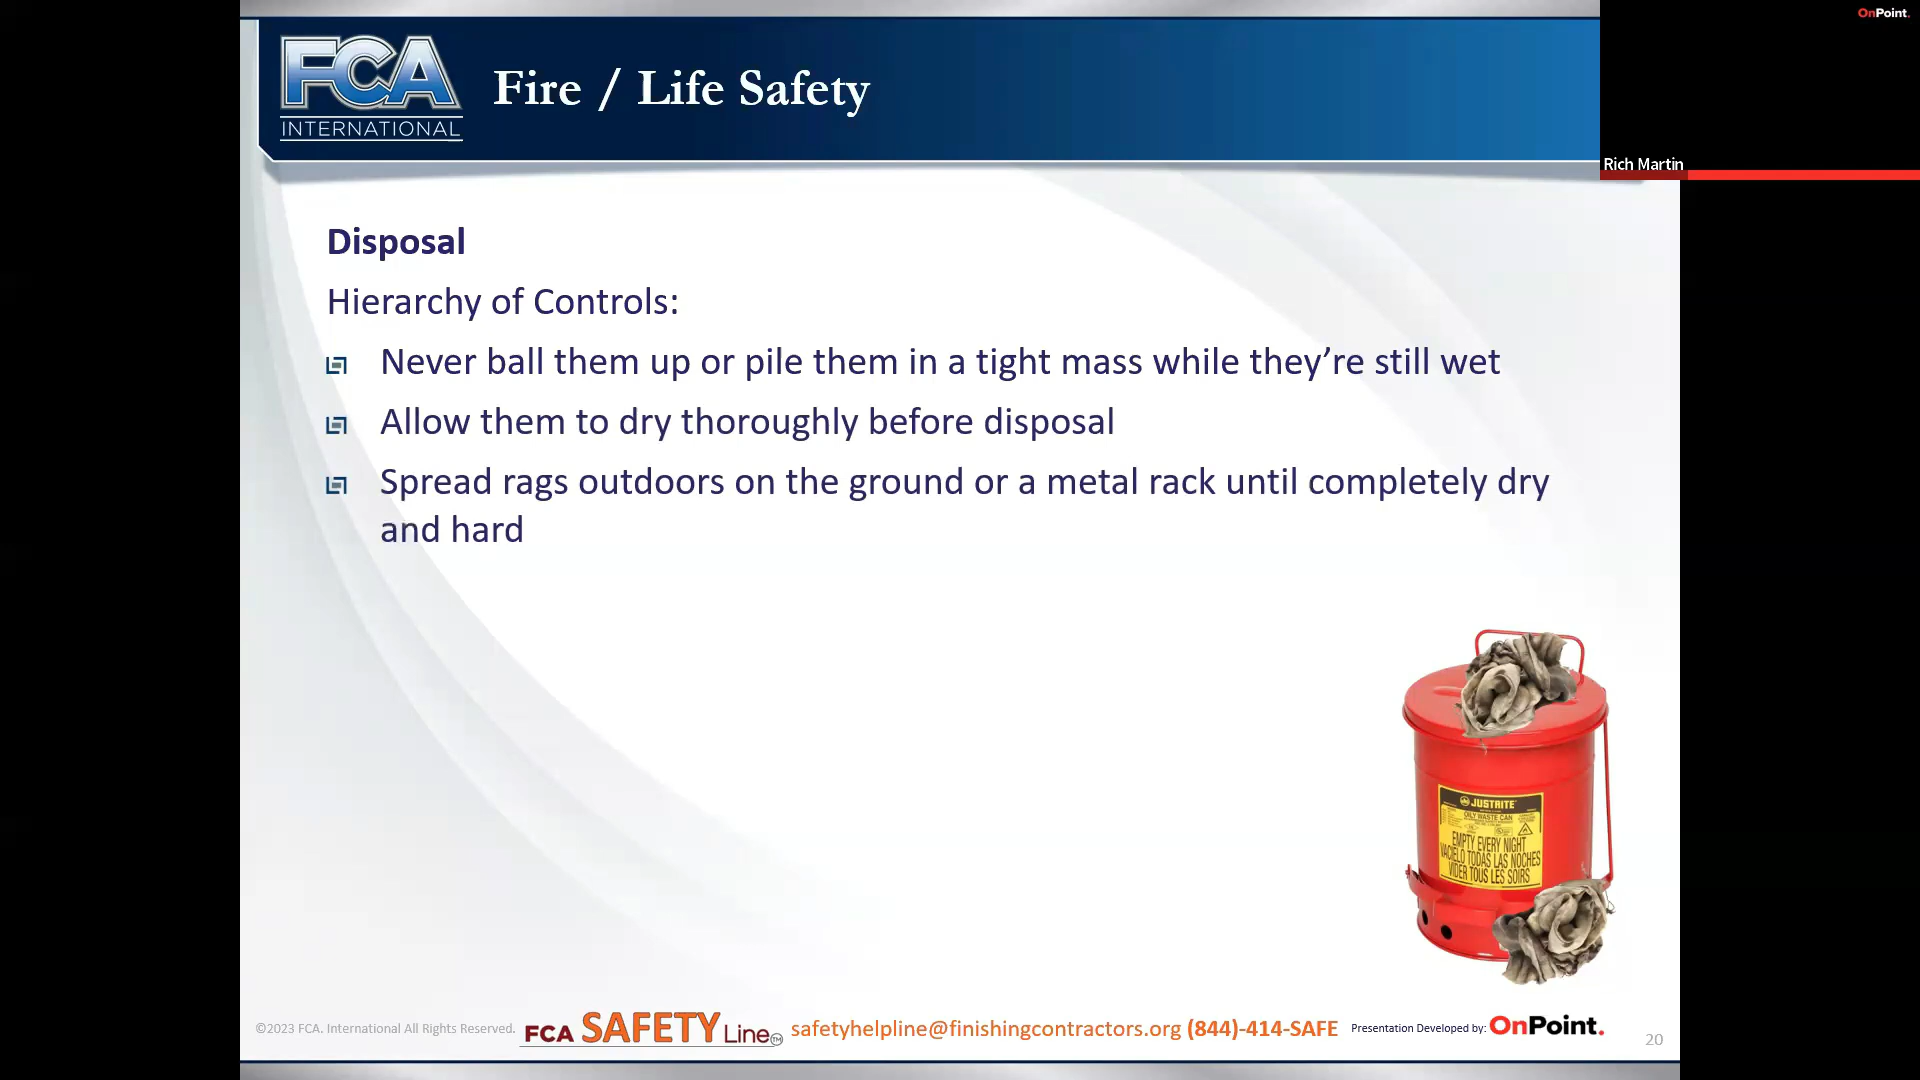 OnPoint.
FCA
INTERNATIONAL
Fire / Life Safety
Rich Martin
Disposal
Hierarchy of Controls:
Never ball them up or pile them in a tight mass while they’re still wet
Allow them to dry thoroughly before disposal
Spread rags outdoors on the ground or a metal rack until completely dry
and hard
JUSTRITE
OILY WASTE CAN
EMPTY EVERY NIGHT
VACIELO TODAS LAS NOCHES
VIDER TOUS LES SOIRS
©2023 FCA. International All Rights Reserved.
FCA SAFETY Line TM
safetyhelpline@finishingcontractors.org (844)-414-SAFE
Presentation Developed by: OnPoint.
20